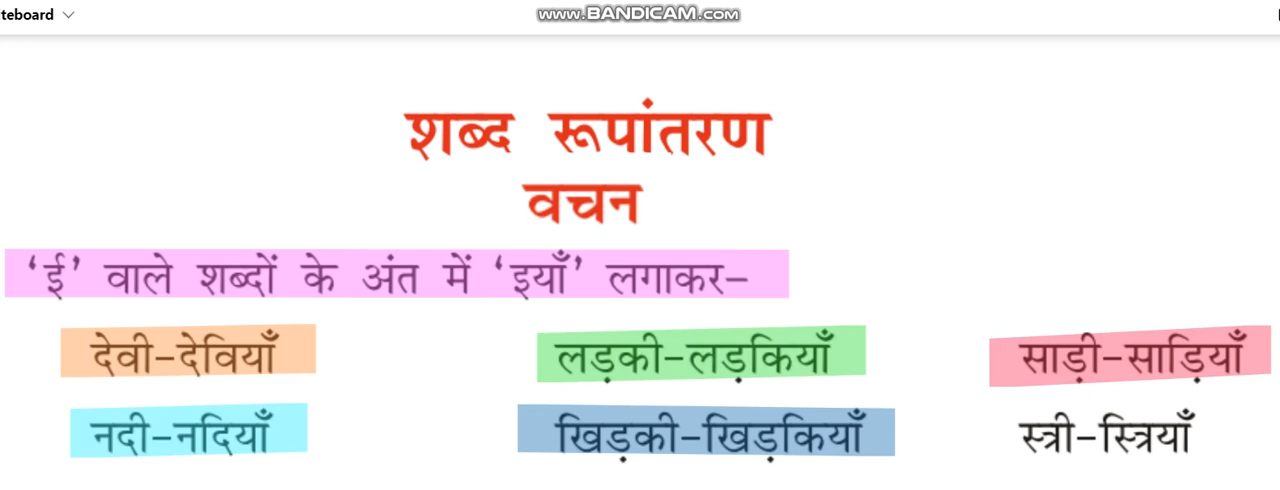 teboard
www.BANDICAM.com
शब्द रूपांतरण
वचन
‘ई’ वाले शब्दों के अंत में ‘इयाँ’ लगाकर–
देवी–देवियाँ लड़की–लड़कियाँ साड़ी–साड़ियाँ
नदी–नदियाँ खिड़की–खिड़कियाँ स्त्री–स्त्रियाँ